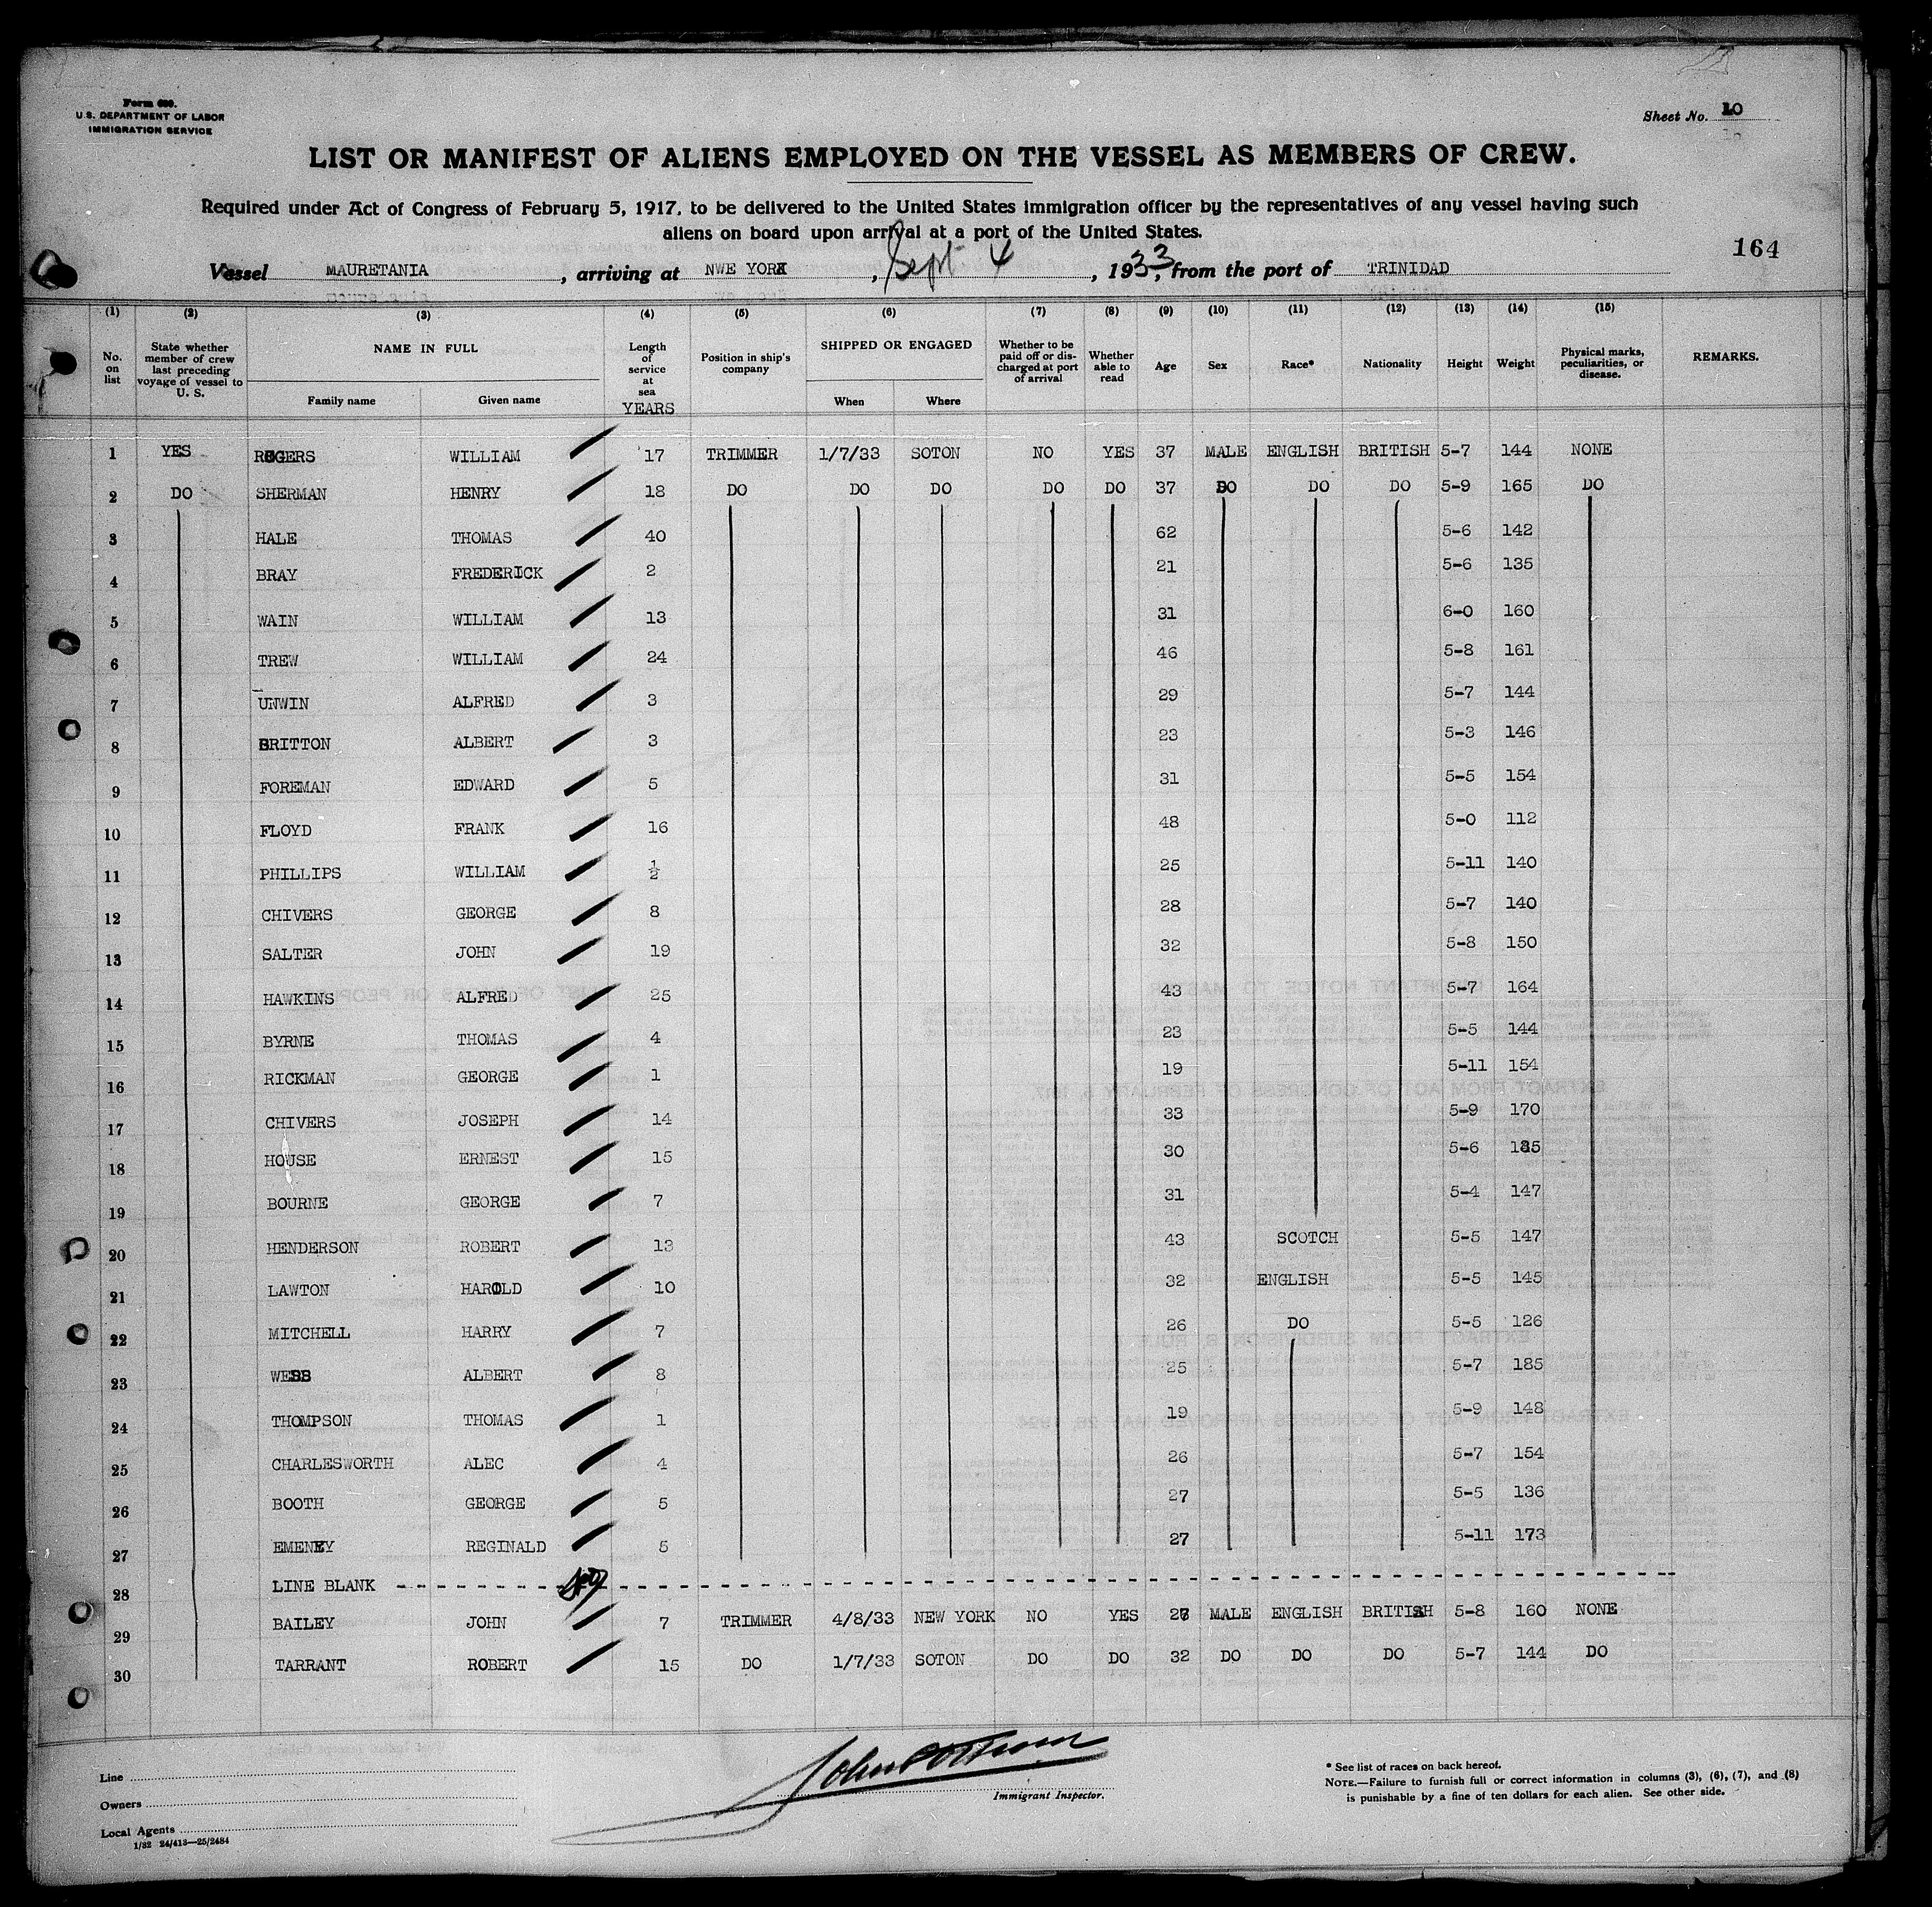 Form 680.
U.S. DEPARTMENT OF LABOR
IMMIGRATION SERVICE
Sheet No. 10
LIST OR MANIFEST OF ALIENS EMPLOYED ON THE VESSEL AS MEMBERS OF CREW.
Required under Act of Congress of February 5, 1917, to be delivered to the United States immigration officer by the representatives of any vessel having such
aliens on board upon arrival at a port of the United States.
164
Vessel MAURETANIA, arriving at NWE YORK, Sept 4, 1933, from the port of TRINIDAD
(1) (2) (3) (4) (5) (6) (7) (8) (9) (10) (11) (12) (13) (14) (15)
No. on list State whether member of crew last preceding voyage of vessel to U. S. NAME IN FULL Family name Given name Length of service at sea YEARS Position in ship's company SHIPPED OR ENGAGED When Where Whether to be paid off or discharged at port of arrival Whether able to read Age Sex Race* Nationality Height Weight Physical marks, peculiarities, or disease. REMARKS.
1 YES ROGERS WILLIAM 17 TRIMMER 1/7/33 SOTON NO YES 37 MALE ENGLISH BRITISH 5-7 144 NONE
2 DO SHERMAN HENRY 18 DO DO DO DO DO 37 DO DO DO 5-9 165 DO
3 HALE THOMAS 40 62 5-6 142
4 BRAY FREDERICK 2 21 5-6 135
5 WAIN WILLIAM 13 31 6-0 160
6 TREW WILLIAM 24 46 5-8 161
7 UNWIN ALFRED 3 29 5-7 144
8 BRITTON ALBERT 3 23 5-3 146
9 FOREMAN EDWARD 5 31 5-5 154
10 FLOYD FRANK 16 48 5-0 112
11 PHILLIPS WILLIAM 1/2 25 5-11 140
12 CHIVERS GEORGE 8 28 5-7 140
13 SALTER JOHN 19 32 5-8 150
14 HAWKINS ALFRED 25 43 5-7 164
15 BYRNE THOMAS 4 23 5-5 144
16 RICKMAN GEORGE 1 19 5-11 154
17 CHIVERS JOSEPH 14 33 5-9 170
18 HOUSE ERNEST 15 30 5-6
19 BOURNE GEORGE 7 31 5-4 147
20 HENDERSON ROBERT 13 43 SCOTCH 5-5 147
21 LAWTON HAROLD 10 32 ENGLISH 5-5 145
22 MITCHELL HARRY 7 26 DO 5-5 126
23 ALBERT 8 25 5-7 185
24 THOMPSON THOMAS 1 19 5-9 148
25 CHARLESWORTH ALEC 4 26 5-7 154
26 BOOTH GEORGE 5 27 5-5 136
27 REGINALD 5 27 5-11 173
28 LINE BLANK
29 BAILEY JOHN 7 TRIMMER 4/8/33 NEW YORK NO YES MALE ENGLISH BRITISH 5-8 160 NONE
30 TARRANT ROBERT 15 DO 1/7/33 SOTON DO DO 32 DO DO DO 5-7 144 DO
Line
Owners
Local Agents
1/32 24/413—25/2484
Immigrant Inspector.
* See list of races on back hereof.
NOTE.—Failure to furnish full or correct information in columns (3), (6), (7), and (8)
is punishable by a fine of ten dollars for each alien. See other side.